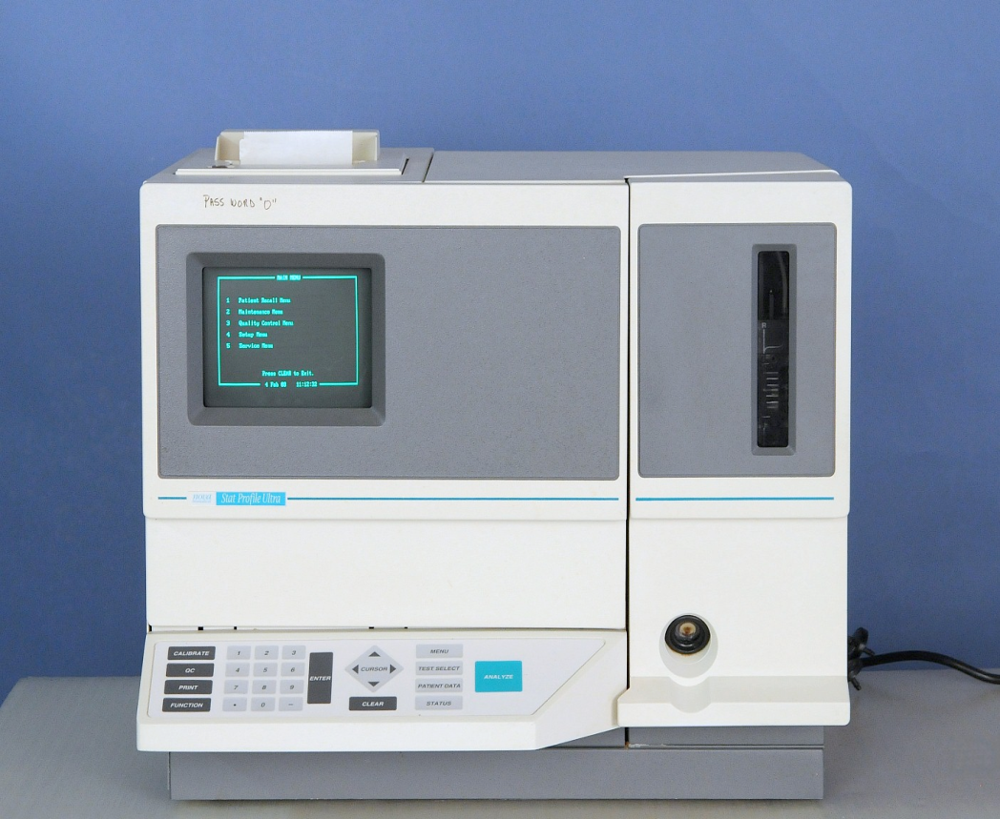 PASS WORD "0"
MAIN MENU
1 Patient Recall Menu
2 Maintenance Menu
3 Quality Control Menu
4 Setup Menu
5 Service Menu
Press CLEAR to Exit.
4 Feb 11:12:32
NOVA
Stat Profile Ultra
CALIBRATE
QC
PRINT
FUNCTION
1 2 3
4 5 6
7 8 9
• 0 –
ENTER
CURSOR
CLEAR
MENU
TEST SELECT
PATIENT DATA
STATUS
ANALYZE